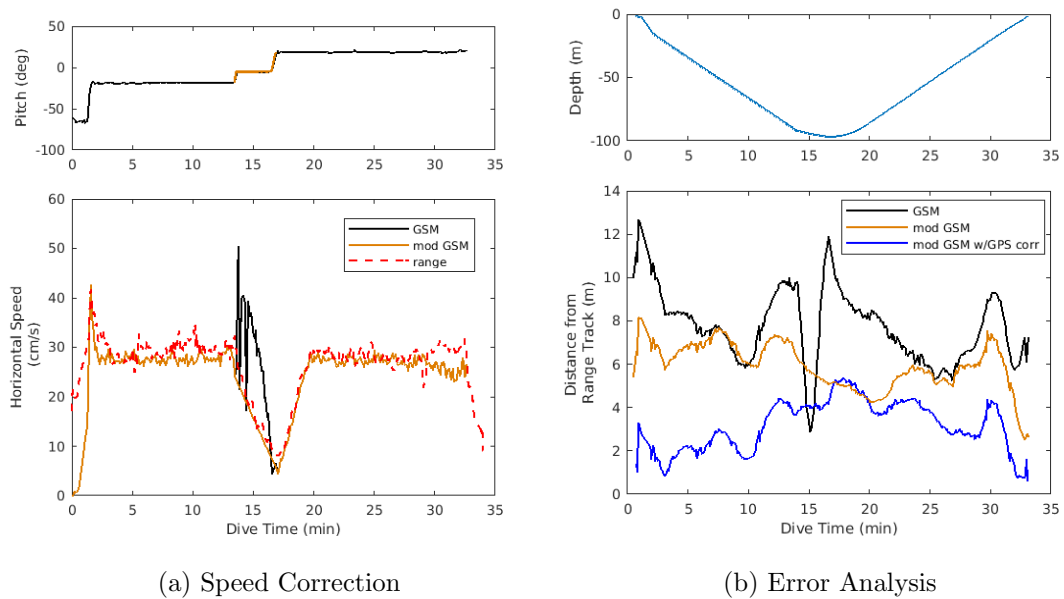 50
0
-50
-100
Pitch (deg)
0 5 10 15 20 25 30 35
60
50
40
30
20
10
0
Horizontal Speed
(cm/s)
GSM
mod GSM
range
0 5 10 15 20 25 30 35
Dive Time (min)
(a) Speed Correction
0
-50
-100
Depth (m)
0 5 10 15 20 25 30 35
14
12
10
8
6
4
2
0
Distance from
Range Track (m)
GSM
mod GSM
mod GSM w/GPS corr
0 5 10 15 20 25 30 35
Dive Time (min)
(b) Error Analysis